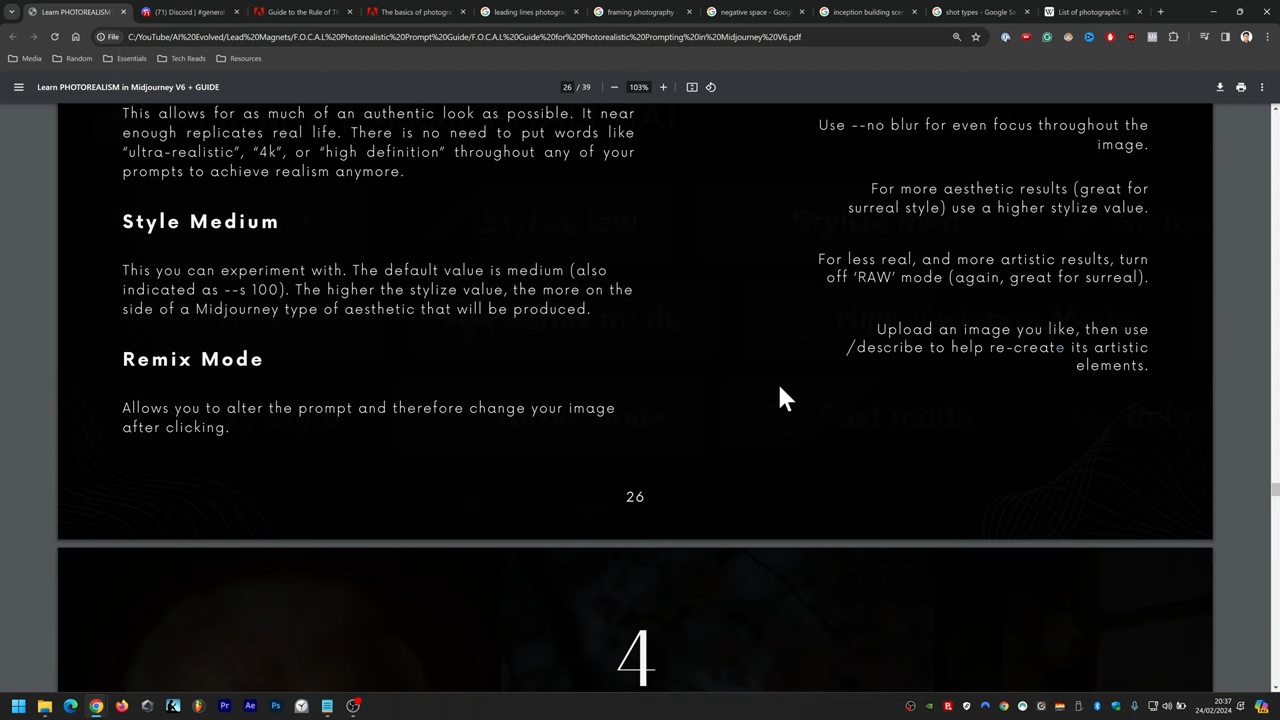 Learn PHOTOREALISM in Midjou
(71) Discord | #general
Guide to the Rule of Th
The basics of photogra
leading lines photograp
framing photography -
negative space - Googl
inception building scen
shot types - Google Se
List of photographic fil
File
C:/YouTube/AI%20Evolved/Lead%20Magnets/F.O.C.A.L%20Photorealistic%20Prompt%20Guide/F.O.C.A.L%20Guide%20for%20Photorealistic%20Prompting%20in%20Midjourney%20V6.pdf
Media
Random
Essentials
Tech Reads
Resources
Learn PHOTOREALISM in Midjourney V6 + GUIDE
26 / 39
103%
This allows for as much of an authentic look as possible. It near
enough replicates real life. There is no need to put words like
“ultra-realistic”, “4k”, or “high definition” throughout any of your
prompts to achieve realism anymore.
Style Medium
This you can experiment with. The default value is medium (also
indicated as --s 100). The higher the stylize value, the more on the
side of a Midjourney type of aesthetic that will be produced.
Remix Mode
Allows you to alter the prompt and therefore change your image
after clicking.
Use --no blur for even focus throughout the
image.
For more aesthetic results (great for
surreal style) use a higher stylize value.
For less real, and more artistic results, turn
off ‘RAW’ mode (again, great for surreal).
Upload an image you like, then use
/describe to help re-create its artistic
elements.
26
4
20:37
24/02/2024